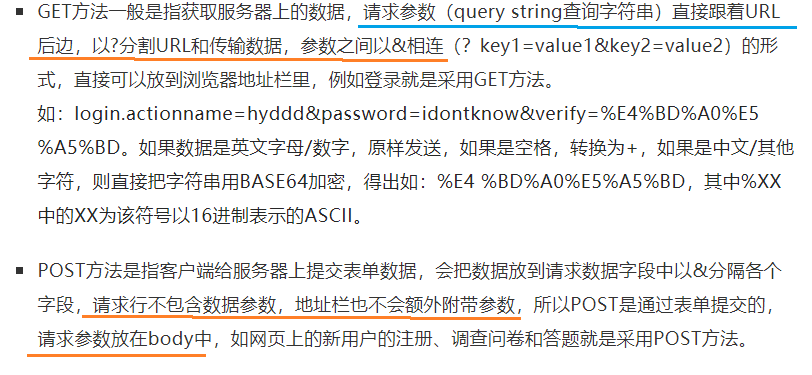 GET方法一般是指获取服务器上的数据，请求参数（query string查询字符串）直接跟着URL
后边，以?分割URL和传输数据，参数之间以&相连（？key1=value1&key2=value2）的形
式，直接可以放到浏览器地址栏里，例如登录就是采用GET方法。
如：login.actionname=hyddd&password=idontknow&verify=%E4%BD%A0%E5
%A5%BD。如果数据是英文字母/数字，原样发送，如果是空格，转换为+，如果是中文/其他
字符，则直接把字符串用BASE64加密，得出如：%E4 %BD%A0%E5%A5%BD，其中%XX
中的XX为该符号以16进制表示的ASCII。
POST方法是指客户端给服务器上提交表单数据，会把数据放到请求数据字段中以&分隔各个
字段，请求行不包含数据参数，地址栏也不会额外附带参数，所以POST是通过表单提交的，
请求参数放在body中，如网页上的新用户的注册、调查问卷和答题就是采用POST方法。